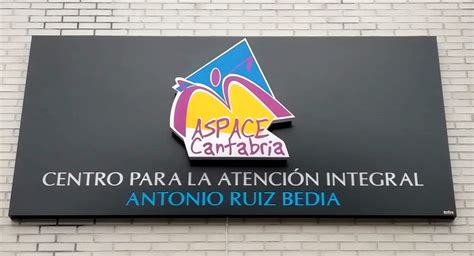 ASPACE
Cantabria
CENTRO PARA LA ATENCIÓN INTEGRAL
ANTONIO RUIZ BEDIA